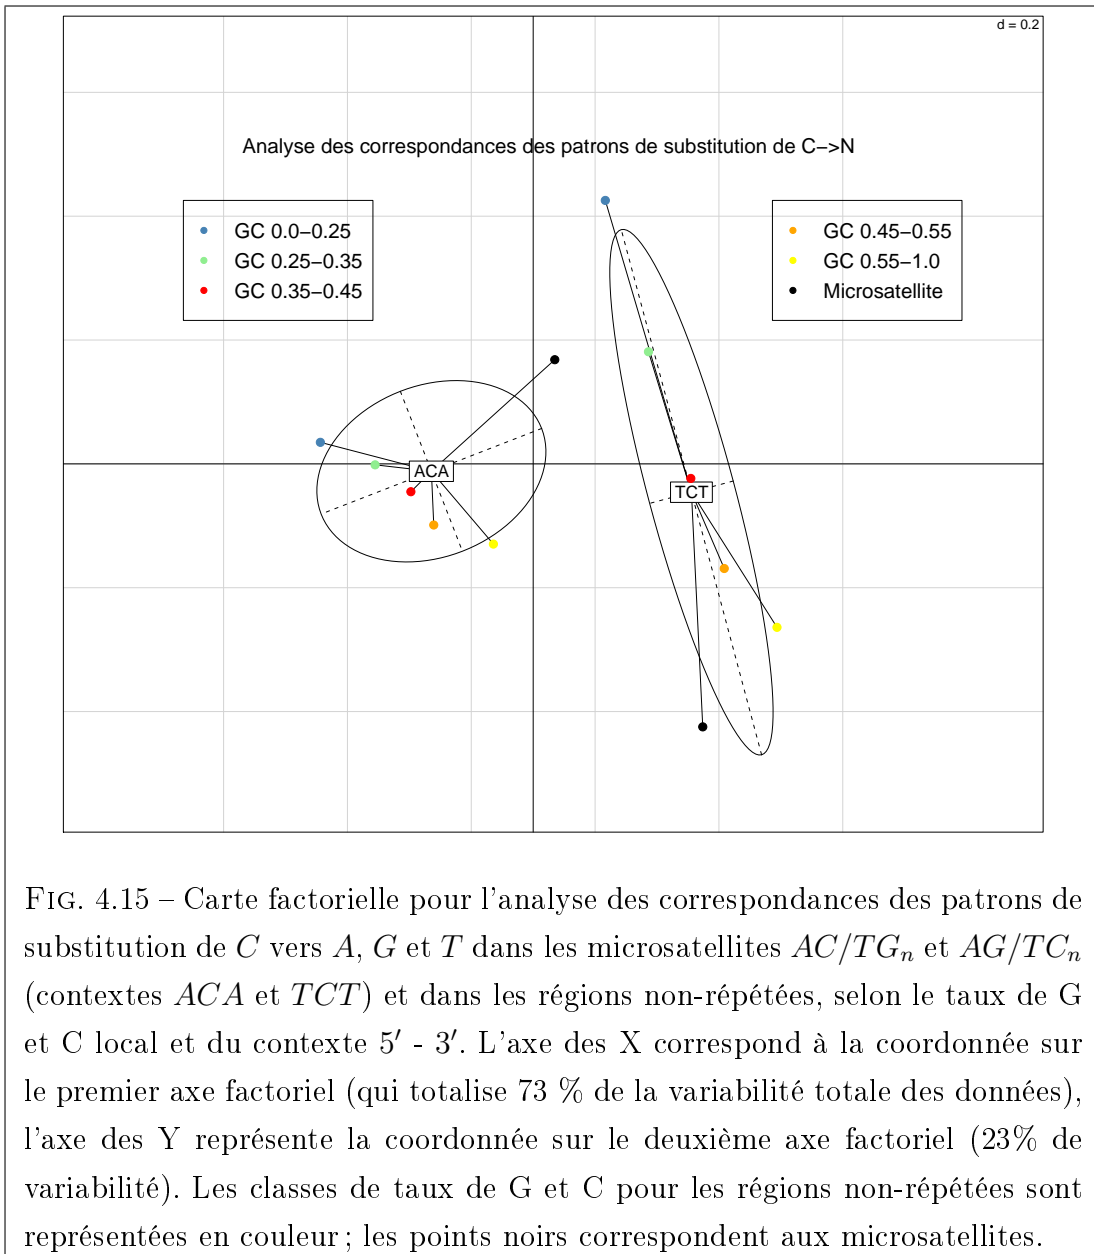 d = 0.2
Analyse des correspondances des patrons de substitution de C−>N
GC 0.0−0.25
GC 0.25−0.35
GC 0.35−0.45
GC 0.45−0.55
GC 0.55−1.0
Microsatellite
ACA
TCT
FIG. 4.15 – Carte factorielle pour l'analyse des correspondances des patrons de
substitution de C vers A, G et T dans les microsatellites AC/TGₙ et AG/TCₙ
(contextes ACA et TCT) et dans les régions non-répétées, selon le taux de G
et C local et du contexte 5′ - 3′. L'axe des X correspond à la coordonnée sur
le premier axe factoriel (qui totalise 73 % de la variabilité totale des données),
l'axe des Y représente la coordonnée sur le deuxième axe factoriel (23% de
variabilité). Les classes de taux de G et C pour les régions non-répétées sont
représentées en couleur ; les points noirs correspondent aux microsatellites.